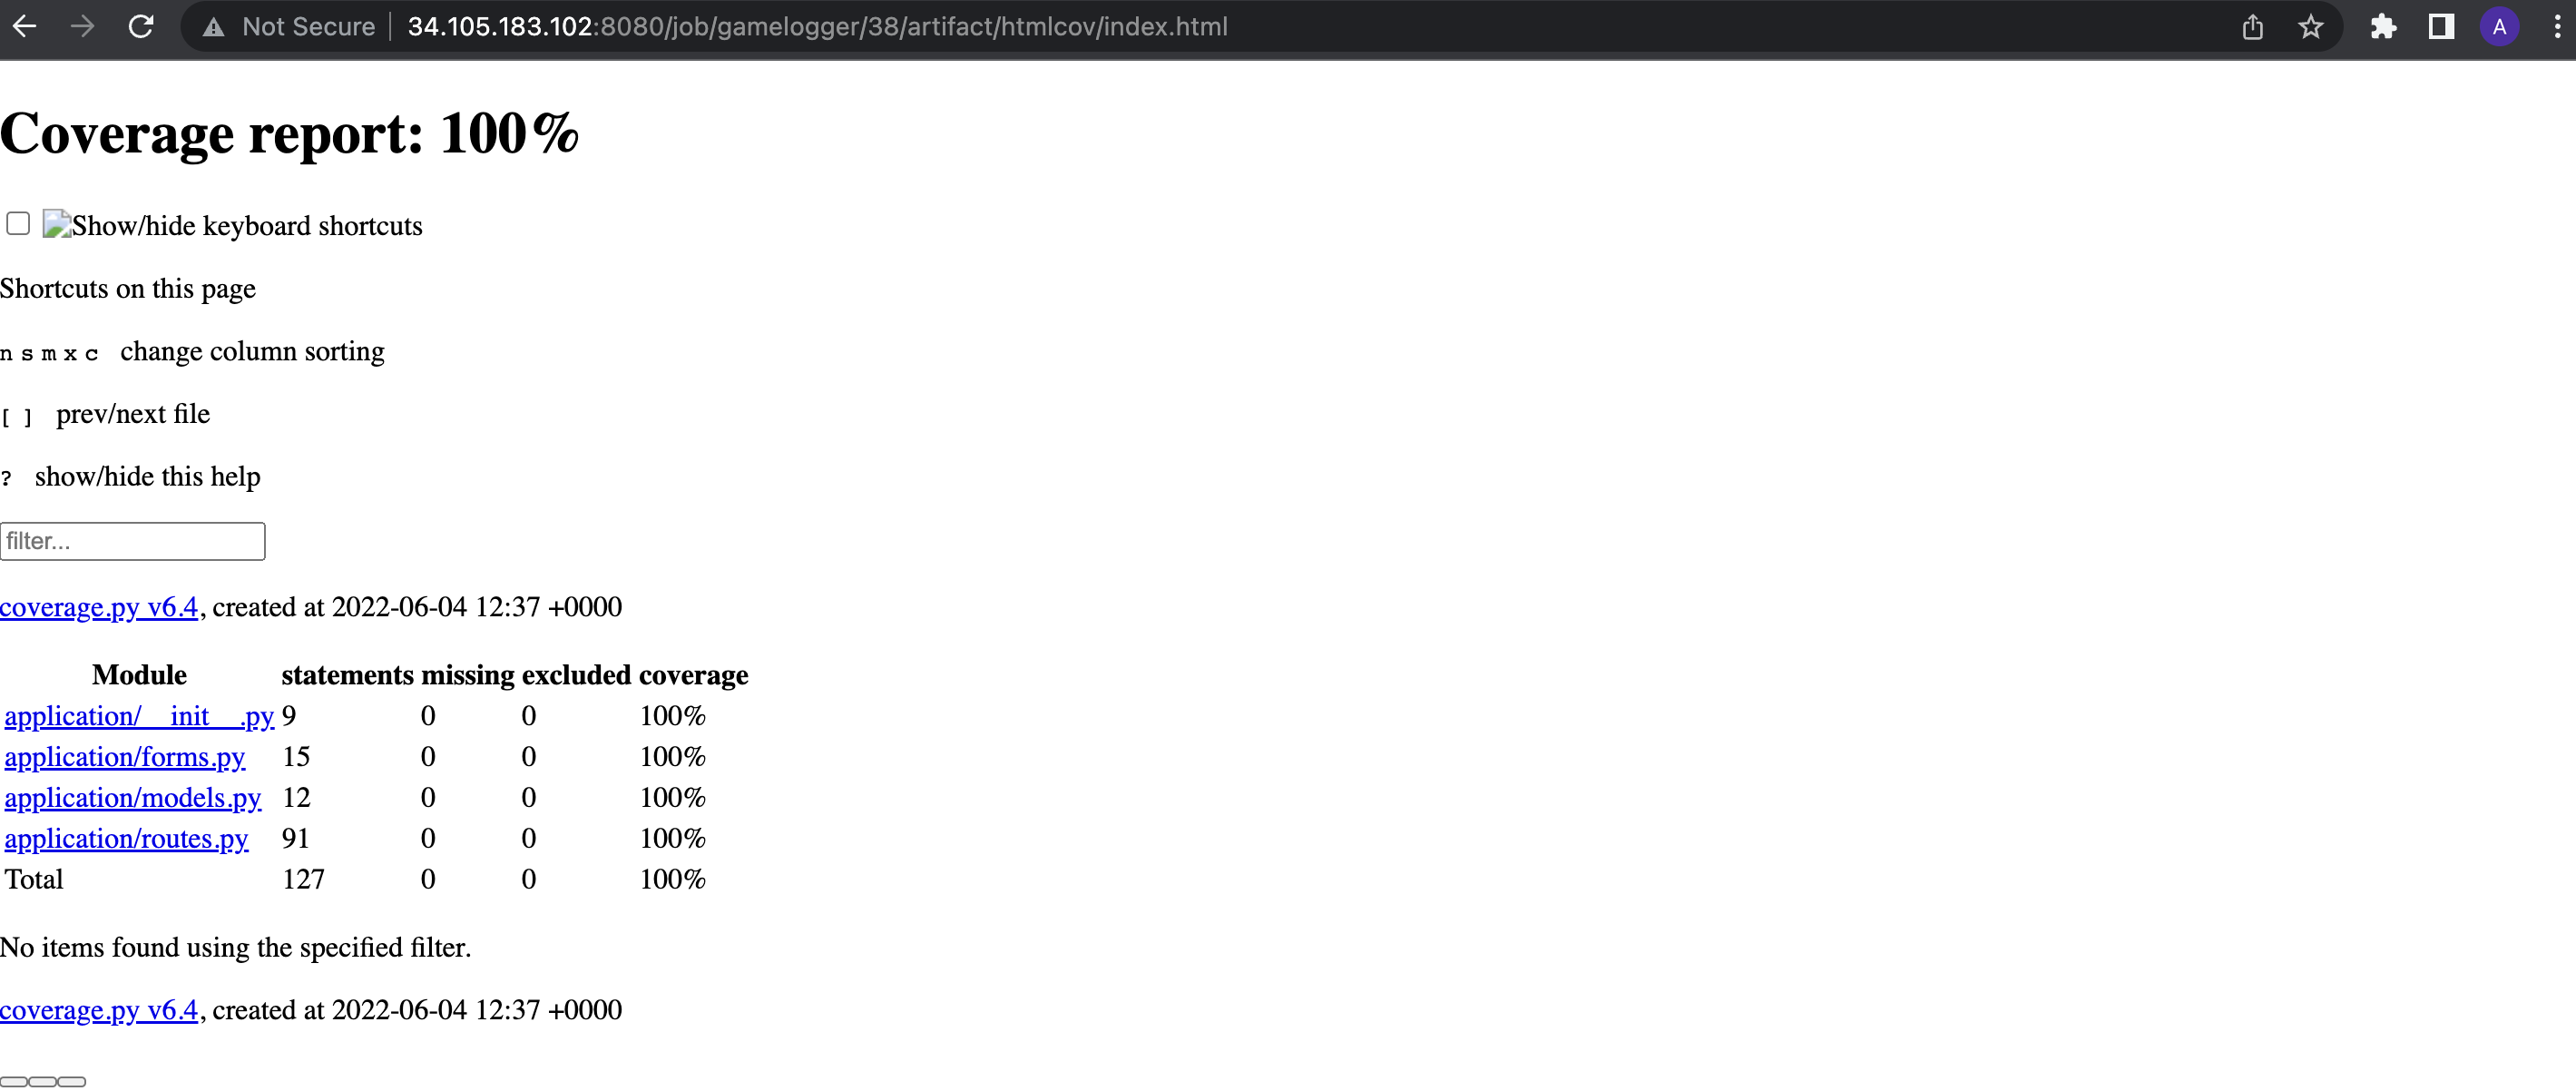 Not Secure 34.105.183.102:8080/job/gamelogger/38/artifact/htmlcov/index.html A
Coverage report: 100%
Show/hide keyboard shortcuts
Shortcuts on this page
n s m x c change column sorting
[ ] prev/next file
? show/hide this help
filter...
coverage.py v6.4, created at 2022-06-04 12:37 +0000
Module statements missing excluded coverage
application/__init__.py 9 0 0 100%
application/forms.py 15 0 0 100%
application/models.py 12 0 0 100%
application/routes.py 91 0 0 100%
Total 127 0 0 100%
No items found using the specified filter.
coverage.py v6.4, created at 2022-06-04 12:37 +0000